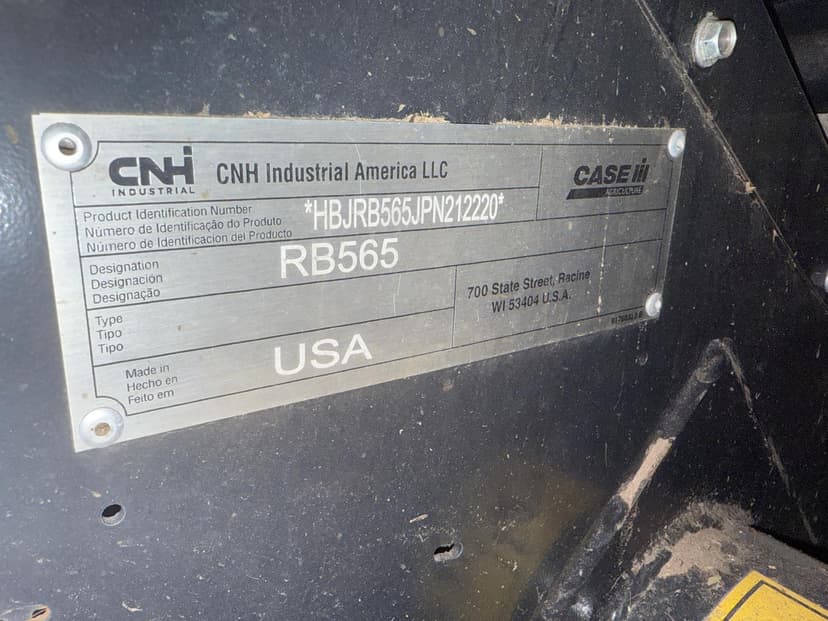 CNH INDUSTRIAL
CNH Industrial America LLC
CASE IH
AGRICULTURE
Product Identification Number
Número de Identificação do Produto
Número de Identificacion del Producto
*HBJRB565JPN212220*
Designation
Designación
Designação
RB565
Type
Tipo
Tipo
700 State Street, Racine
WI 53404 U.S.A.
Made in
Hecho en
Feito em
USA